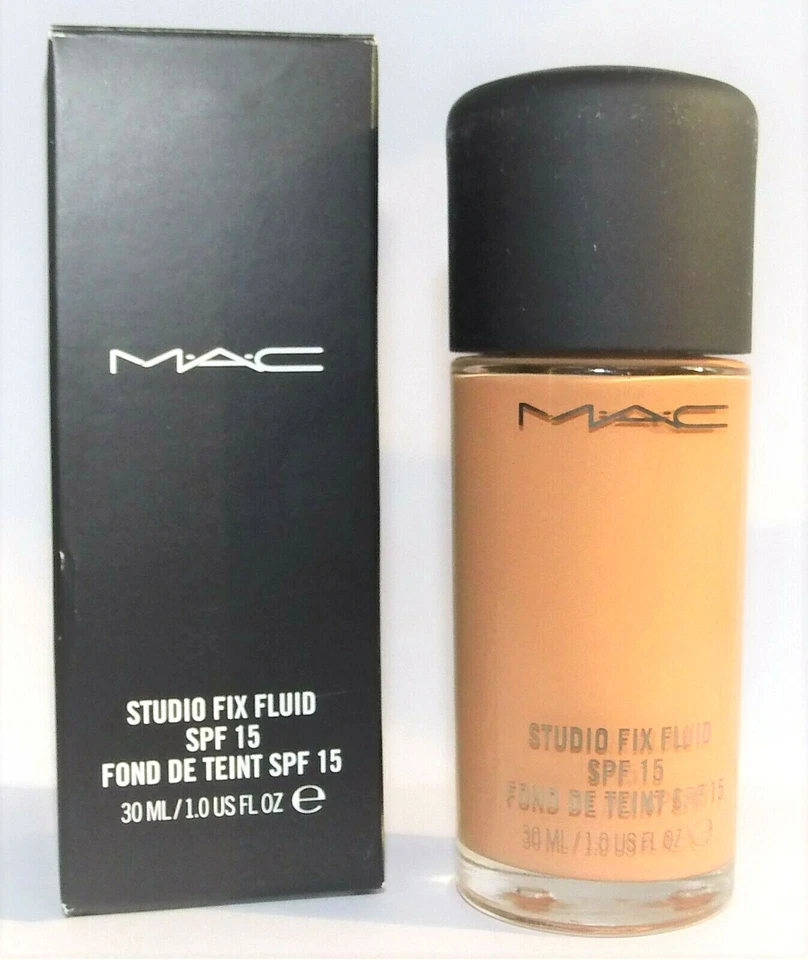 M·A·C
STUDIO FIX FLUID
SPF 15
FOND DE TEINT SPF 15
30 ML / 1.0 US FL OZ e
M·A·C
STUDIO FIX FLUID
SPF 15
FOND DE TEINT SPF 15
30 ML / 1.0 US FL OZ e